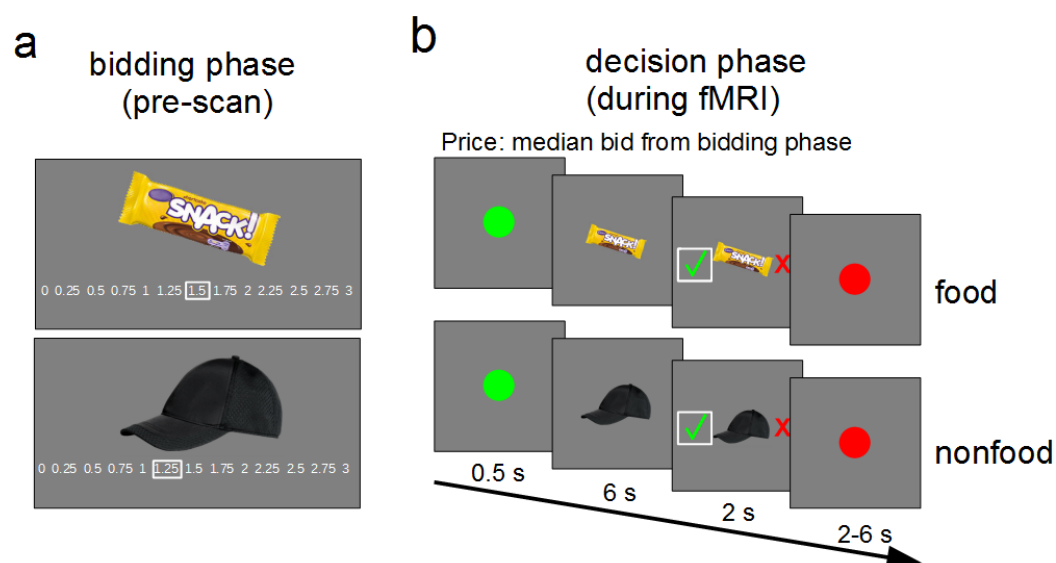 a
bidding phase
(pre-scan)
SNACK!
0 0.25 0.5 0.75 1 1.25 1.5 1.75 2 2.25 2.5 2.75 3
0 0.25 0.5 0.75 1 1.25 1.5 1.75 2 2.25 2.5 2.75 3
b
decision phase
(during fMRI)
Price: median bid from bidding phase
SNACK!
SNACK!
X
food
X
nonfood
0.5 s
6 s
2 s
2-6 s